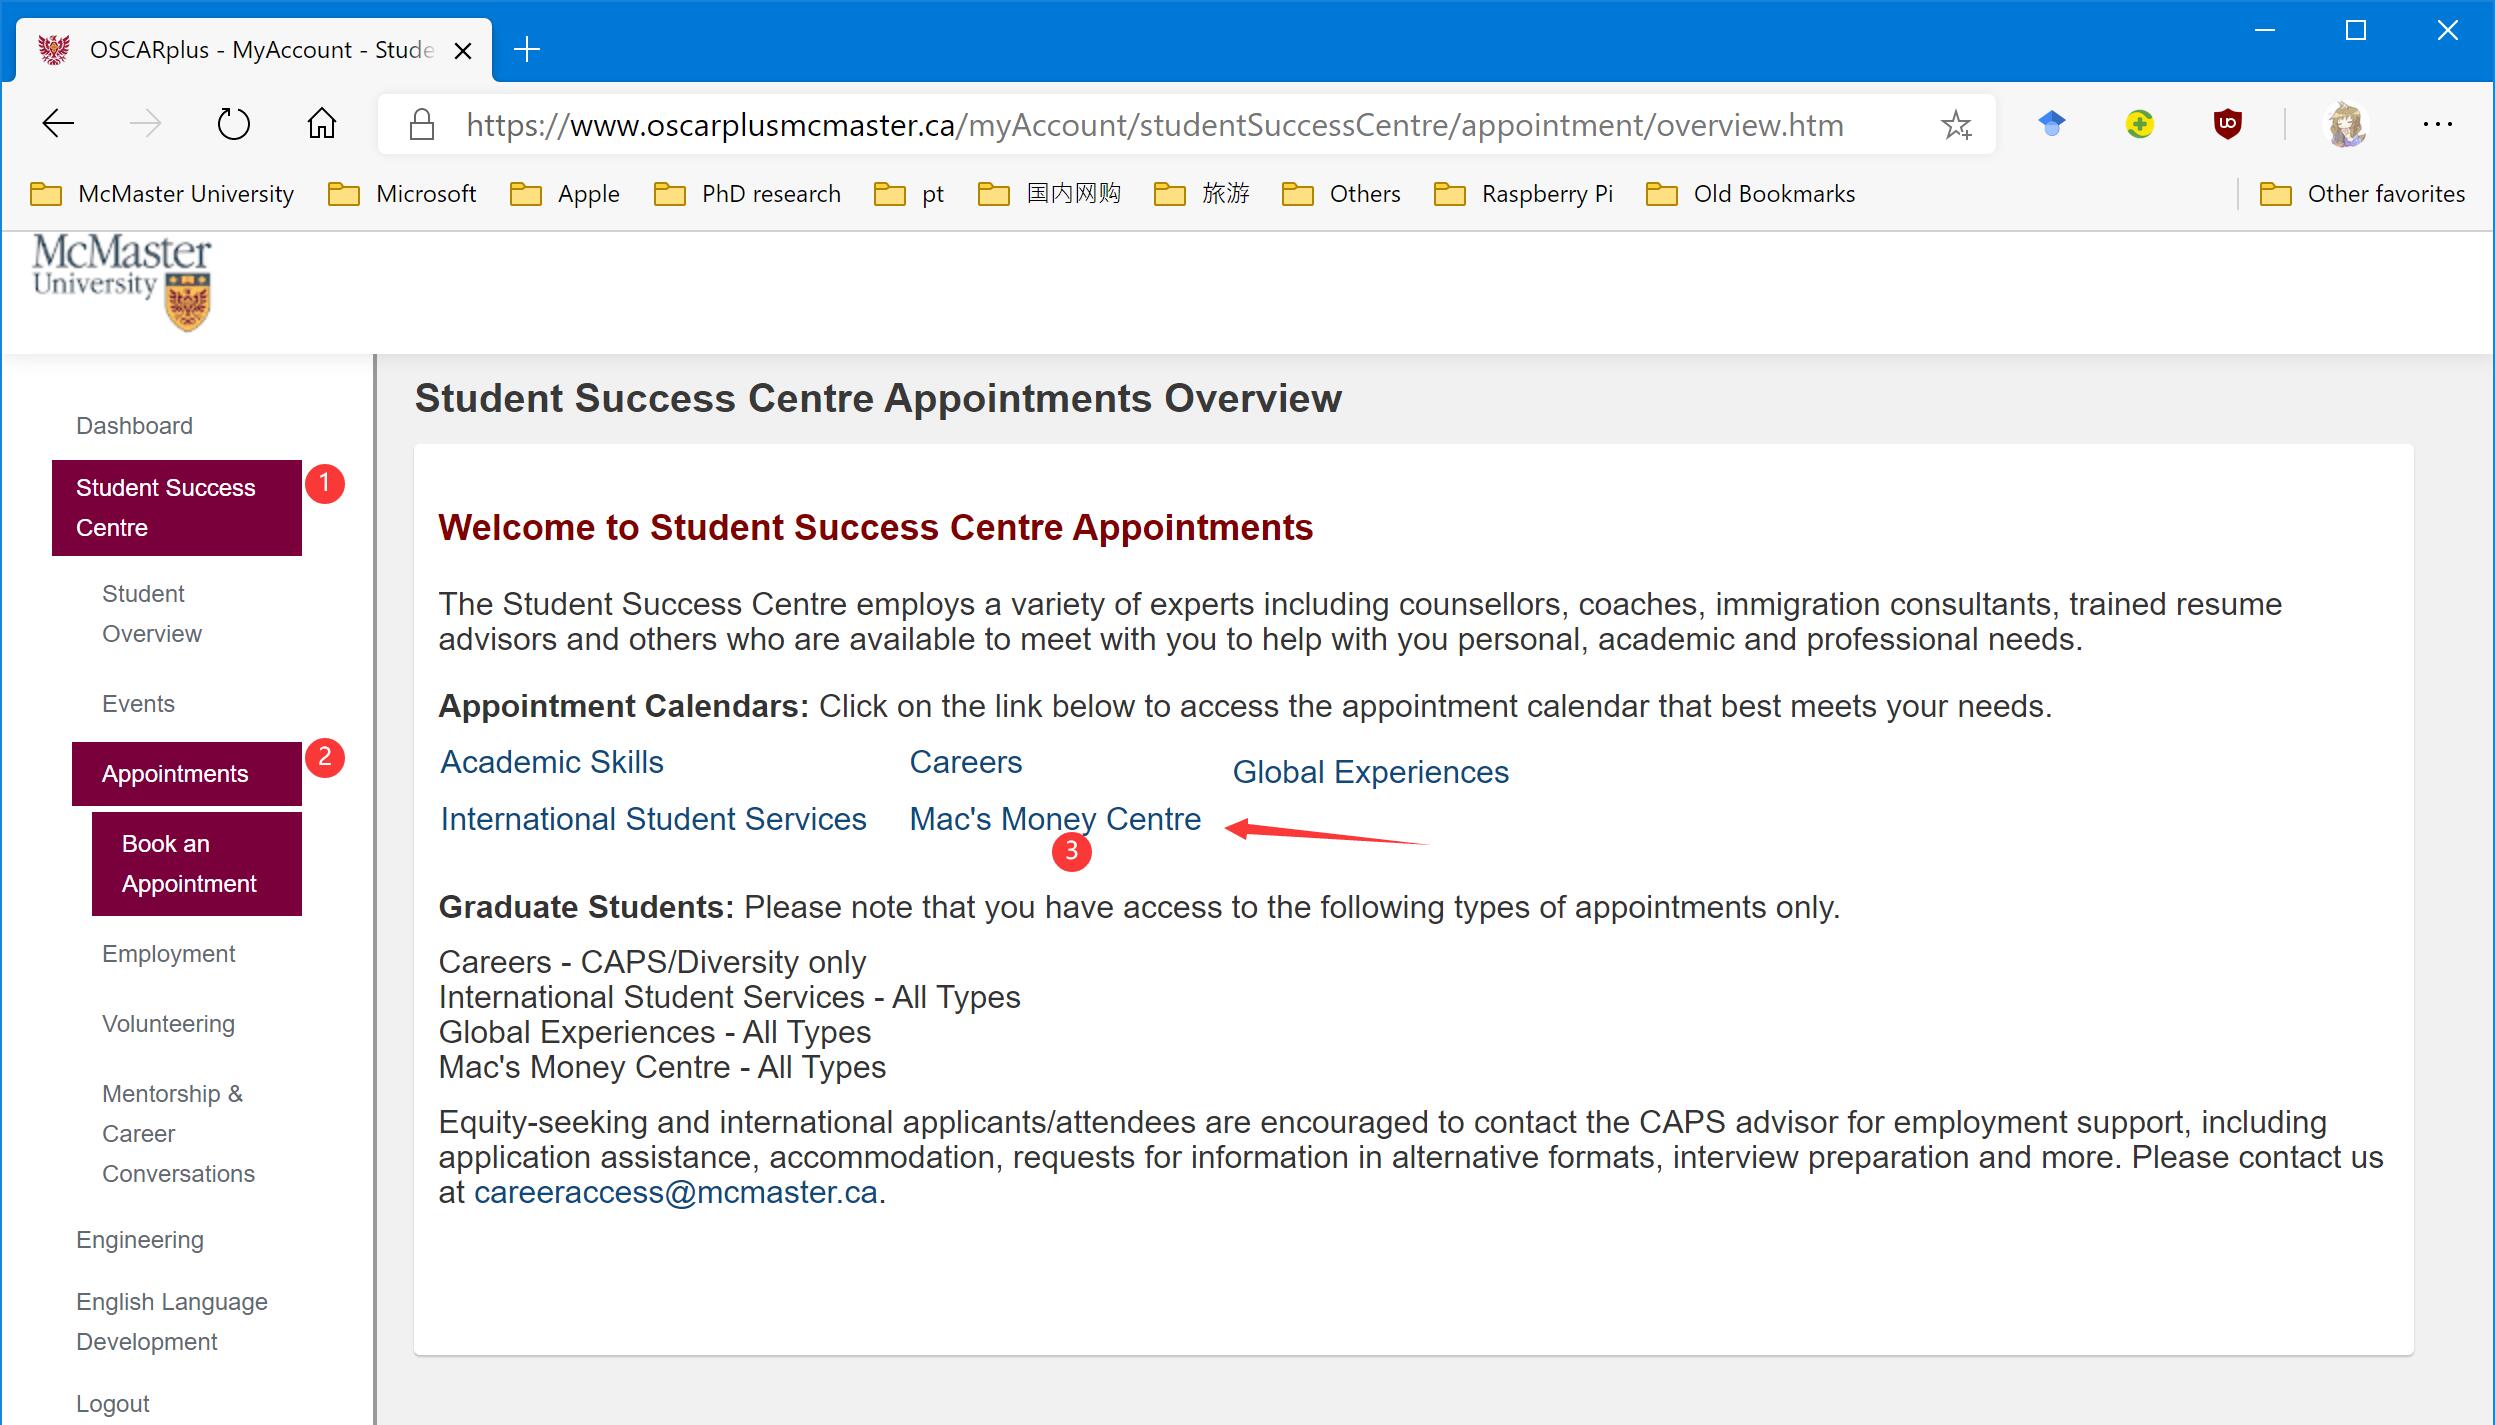 OSCARplus - MyAccount - Stude
https://www.oscarplusmcmaster.ca/myAccount/studentSuccessCentre/appointment/overview.htm
McMaster University
Microsoft
Apple
PhD research
pt
国内网购
旅游
Others
Raspberry Pi
Old Bookmarks
Other favorites
McMaster
University
Dashboard
Student Success
Centre
1
Student
Overview
Events
Appointments
2
Book an
Appointment
Employment
Volunteering
Mentorship &
Career
Conversations
Engineering
English Language
Development
Logout
Student Success Centre Appointments Overview
Welcome to Student Success Centre Appointments
The Student Success Centre employs a variety of experts including counsellors, coaches, immigration consultants, trained resume
advisors and others who are available to meet with you to help with you personal, academic and professional needs.
Appointment Calendars: Click on the link below to access the appointment calendar that best meets your needs.
Academic Skills
Careers
Global Experiences
International Student Services
Mac's Money Centre
3
Graduate Students: Please note that you have access to the following types of appointments only.
Careers - CAPS/Diversity only
International Student Services - All Types
Global Experiences - All Types
Mac's Money Centre - All Types
Equity-seeking and international applicants/attendees are encouraged to contact the CAPS advisor for employment support, including
application assistance, accommodation, requests for information in alternative formats, interview preparation and more. Please contact us
at careeraccess@mcmaster.ca.